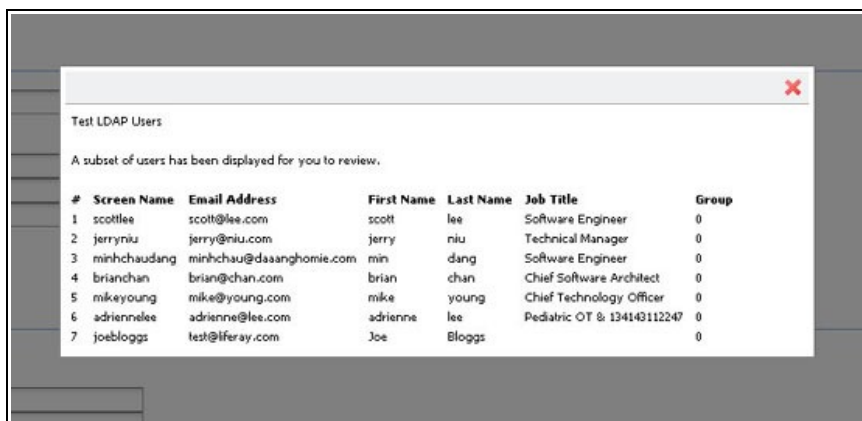 Test LDAP Users
A subset of users has been displayed for you to review.
# Screen Name Email Address First Name Last Name Job Title Group
1 scottlee scott@lee.com scott lee Software Engineer 0
2 jerryniu jerry@niu.com jerry niu Technical Manager 0
3 minhchaudang minhchau@daaanghomie.com min dang Software Engineer 0
4 brianchan brian@chan.com brian chan Chief Software Architect 0
5 mikeyoung mike@young.com mike young Chief Technology Officer 0
6 adriennelee adrienne@lee.com adrienne lee Pediatric OT & 134143112247 0
7 joebloggs test@liferay.com Joe Bloggs 0